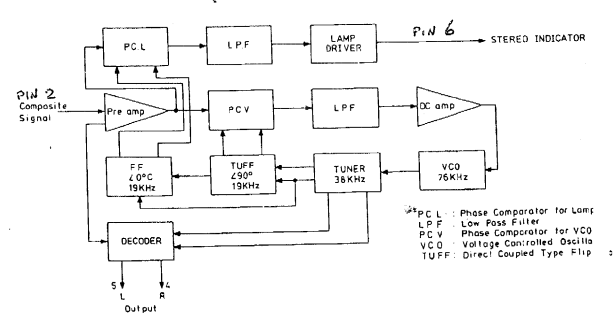 PIN 6
PC.L
LPF
LAMP
DRIVER
STEREO INDICATOR
PIN 2
Composite
Signal
Pre amp
PCV
LPF
DC amp
FF
∠0°C
19KHz
TUFF
∠90°
19KHz
TUNER
38KHz
VCO
76KHz
DECODER
PCL : Phase Comparator for Lamp
LPF : Low Pass Filter
PCV : Phase Comparator for VCO
VCO : Voltage Controlled Oscilla
TUFF: Direct Coupled Type Flip
5 4
L R
Output